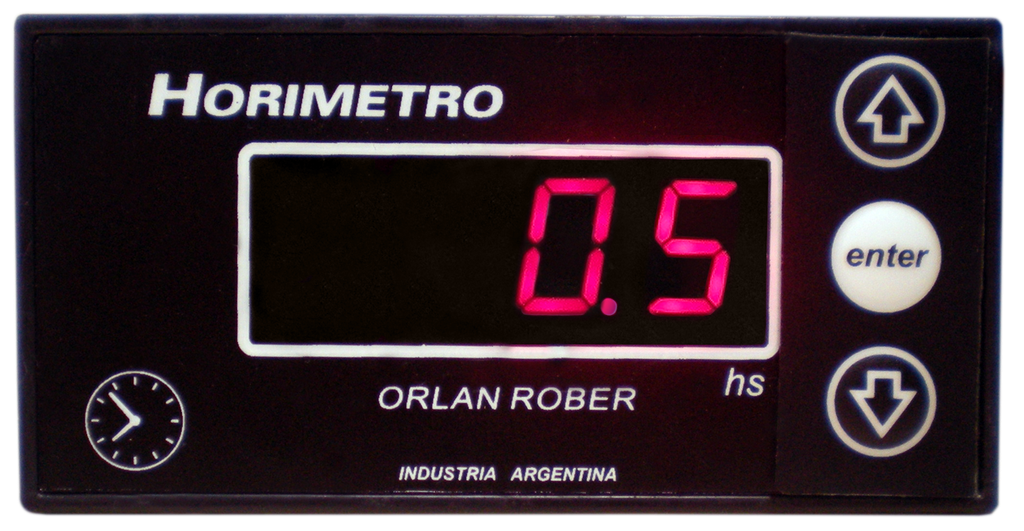 HORIMETRO
0.5
enter
hs
ORLAN ROBER
INDUSTRIA ARGENTINA